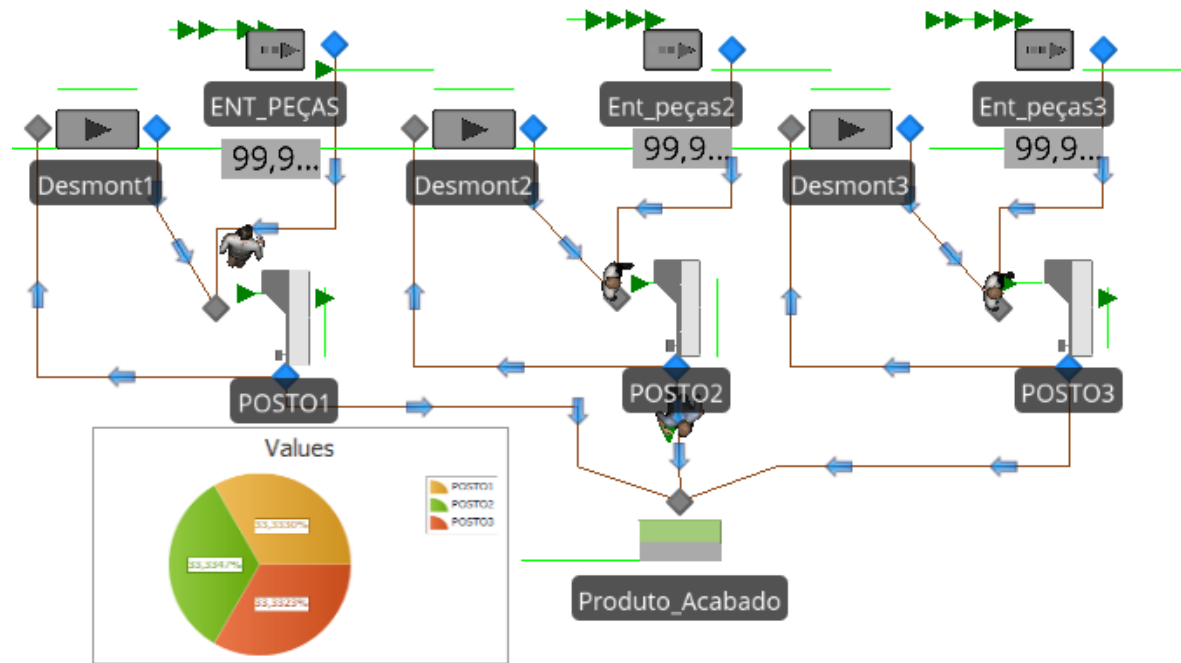 ENT_PEÇAS
Ent_peças2
Ent_peças3
99,9...
99,9...
99,9...
Desmont1
Desmont2
Desmont3
POSTO1
POSTO2
POSTO3
Values
POSTO1
POSTO2
POSTO3
33,3330%
33,3347%
33,3323%
Produto_Acabado